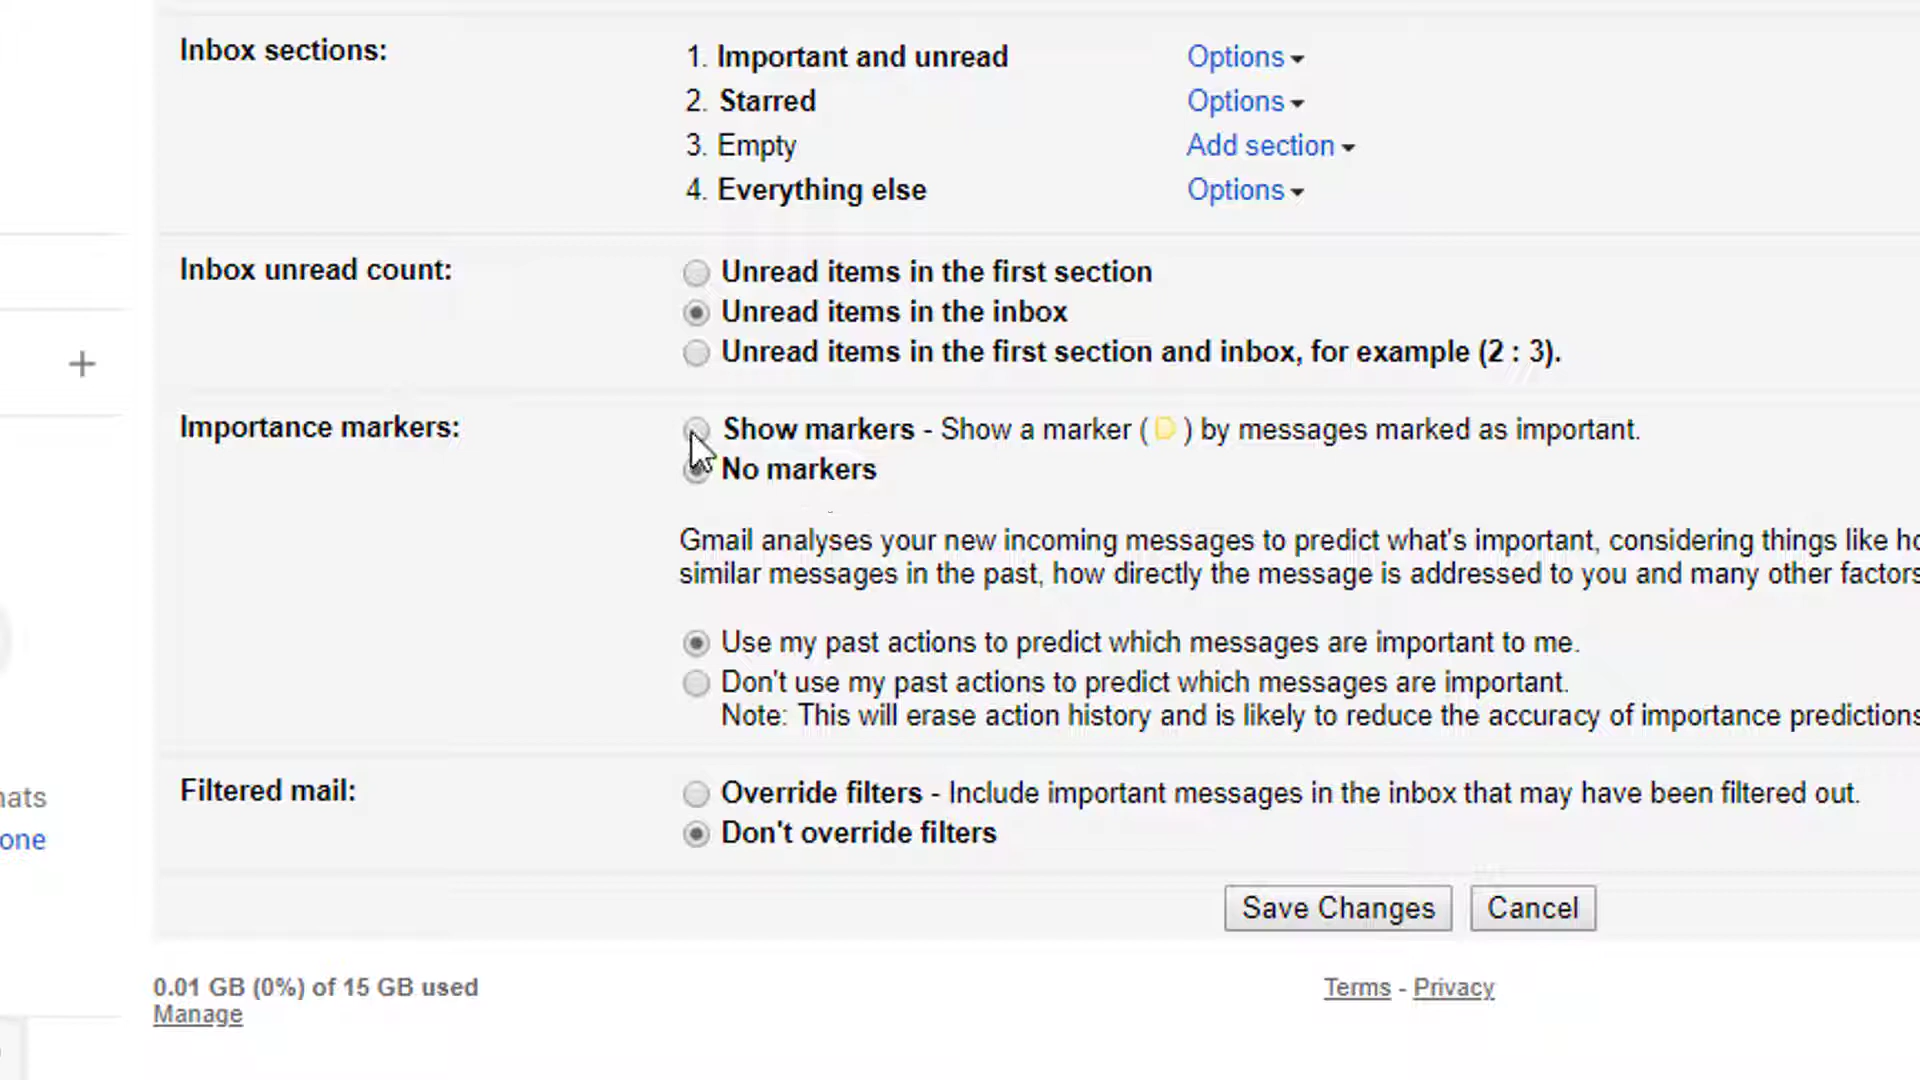 Inbox sections:
1. Important and unread Options
2. Starred Options
3. Empty Add section
4. Everything else Options
Inbox unread count:
Unread items in the first section
Unread items in the inbox
Unread items in the first section and inbox, for example (2 : 3).
Importance markers:
Show markers - Show a marker ( ) by messages marked as important.
No markers
Gmail analyses your new incoming messages to predict what's important, considering things like ho
similar messages in the past, how directly the message is addressed to you and many other factors
Use my past actions to predict which messages are important to me.
Don't use my past actions to predict which messages are important.
Note: This will erase action history and is likely to reduce the accuracy of importance predictions
Filtered mail:
Override filters - Include important messages in the inbox that may have been filtered out.
Don't override filters
hats
one
Save Changes Cancel
0.01 GB (0%) of 15 GB used
Manage
Terms - Privacy